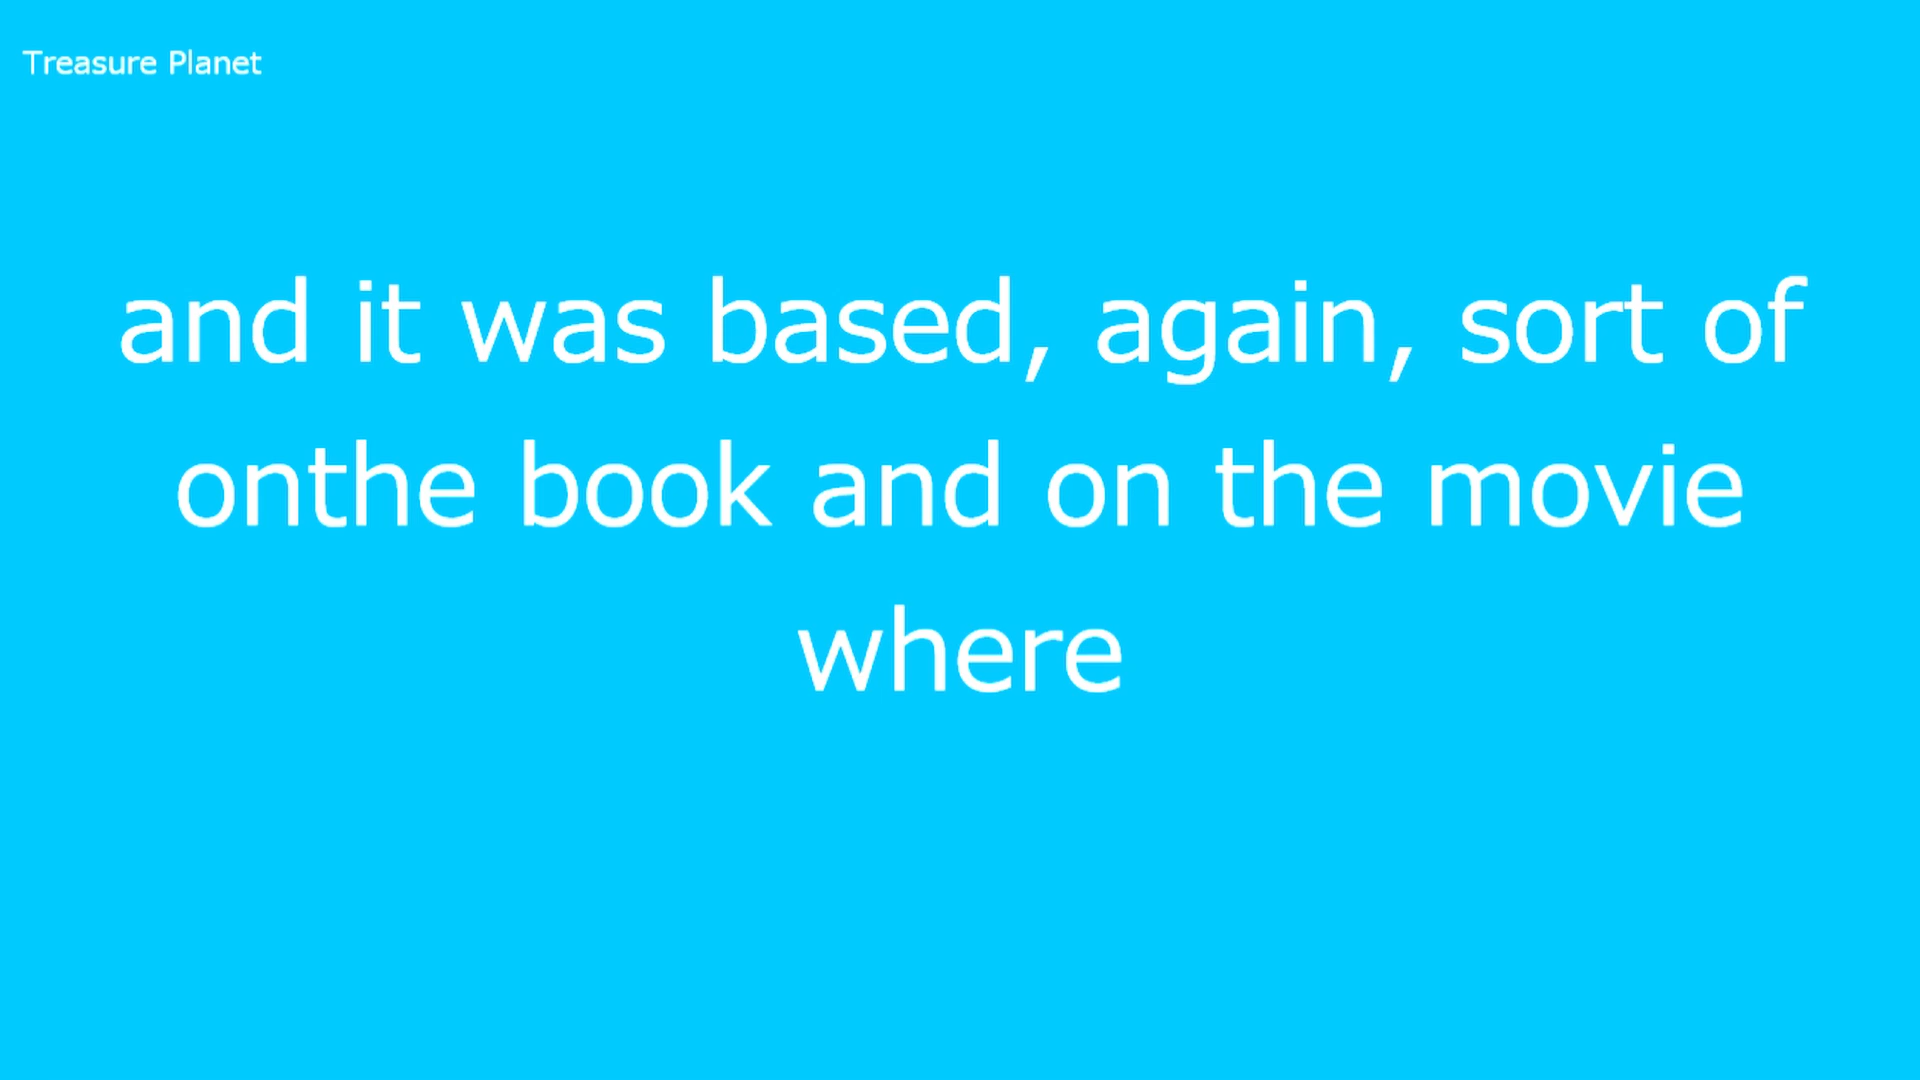 Treasure Planet
and it was based, again, sort of
onthe book and on the movie
where